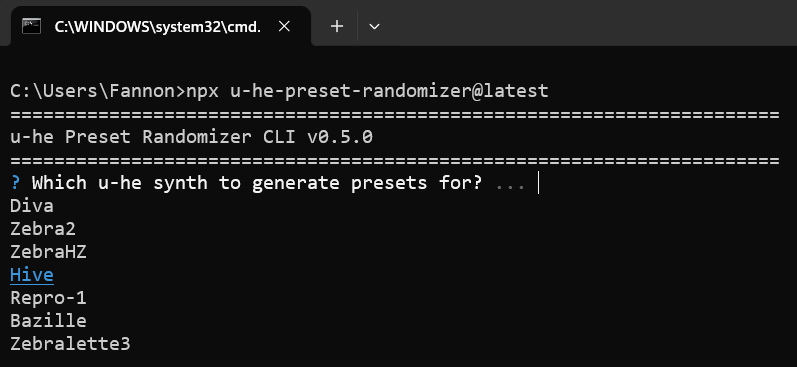 C:\WINDOWS\system32\cmd.
C:\Users\Fannon>npx u-he-preset-randomizer@latest
======================================================================
u-he Preset Randomizer CLI v0.5.0
======================================================================
? Which u-he synth to generate presets for? ...
Diva
Zebra2
ZebraHZ
Hive
Repro-1
Bazille
Zebralette3